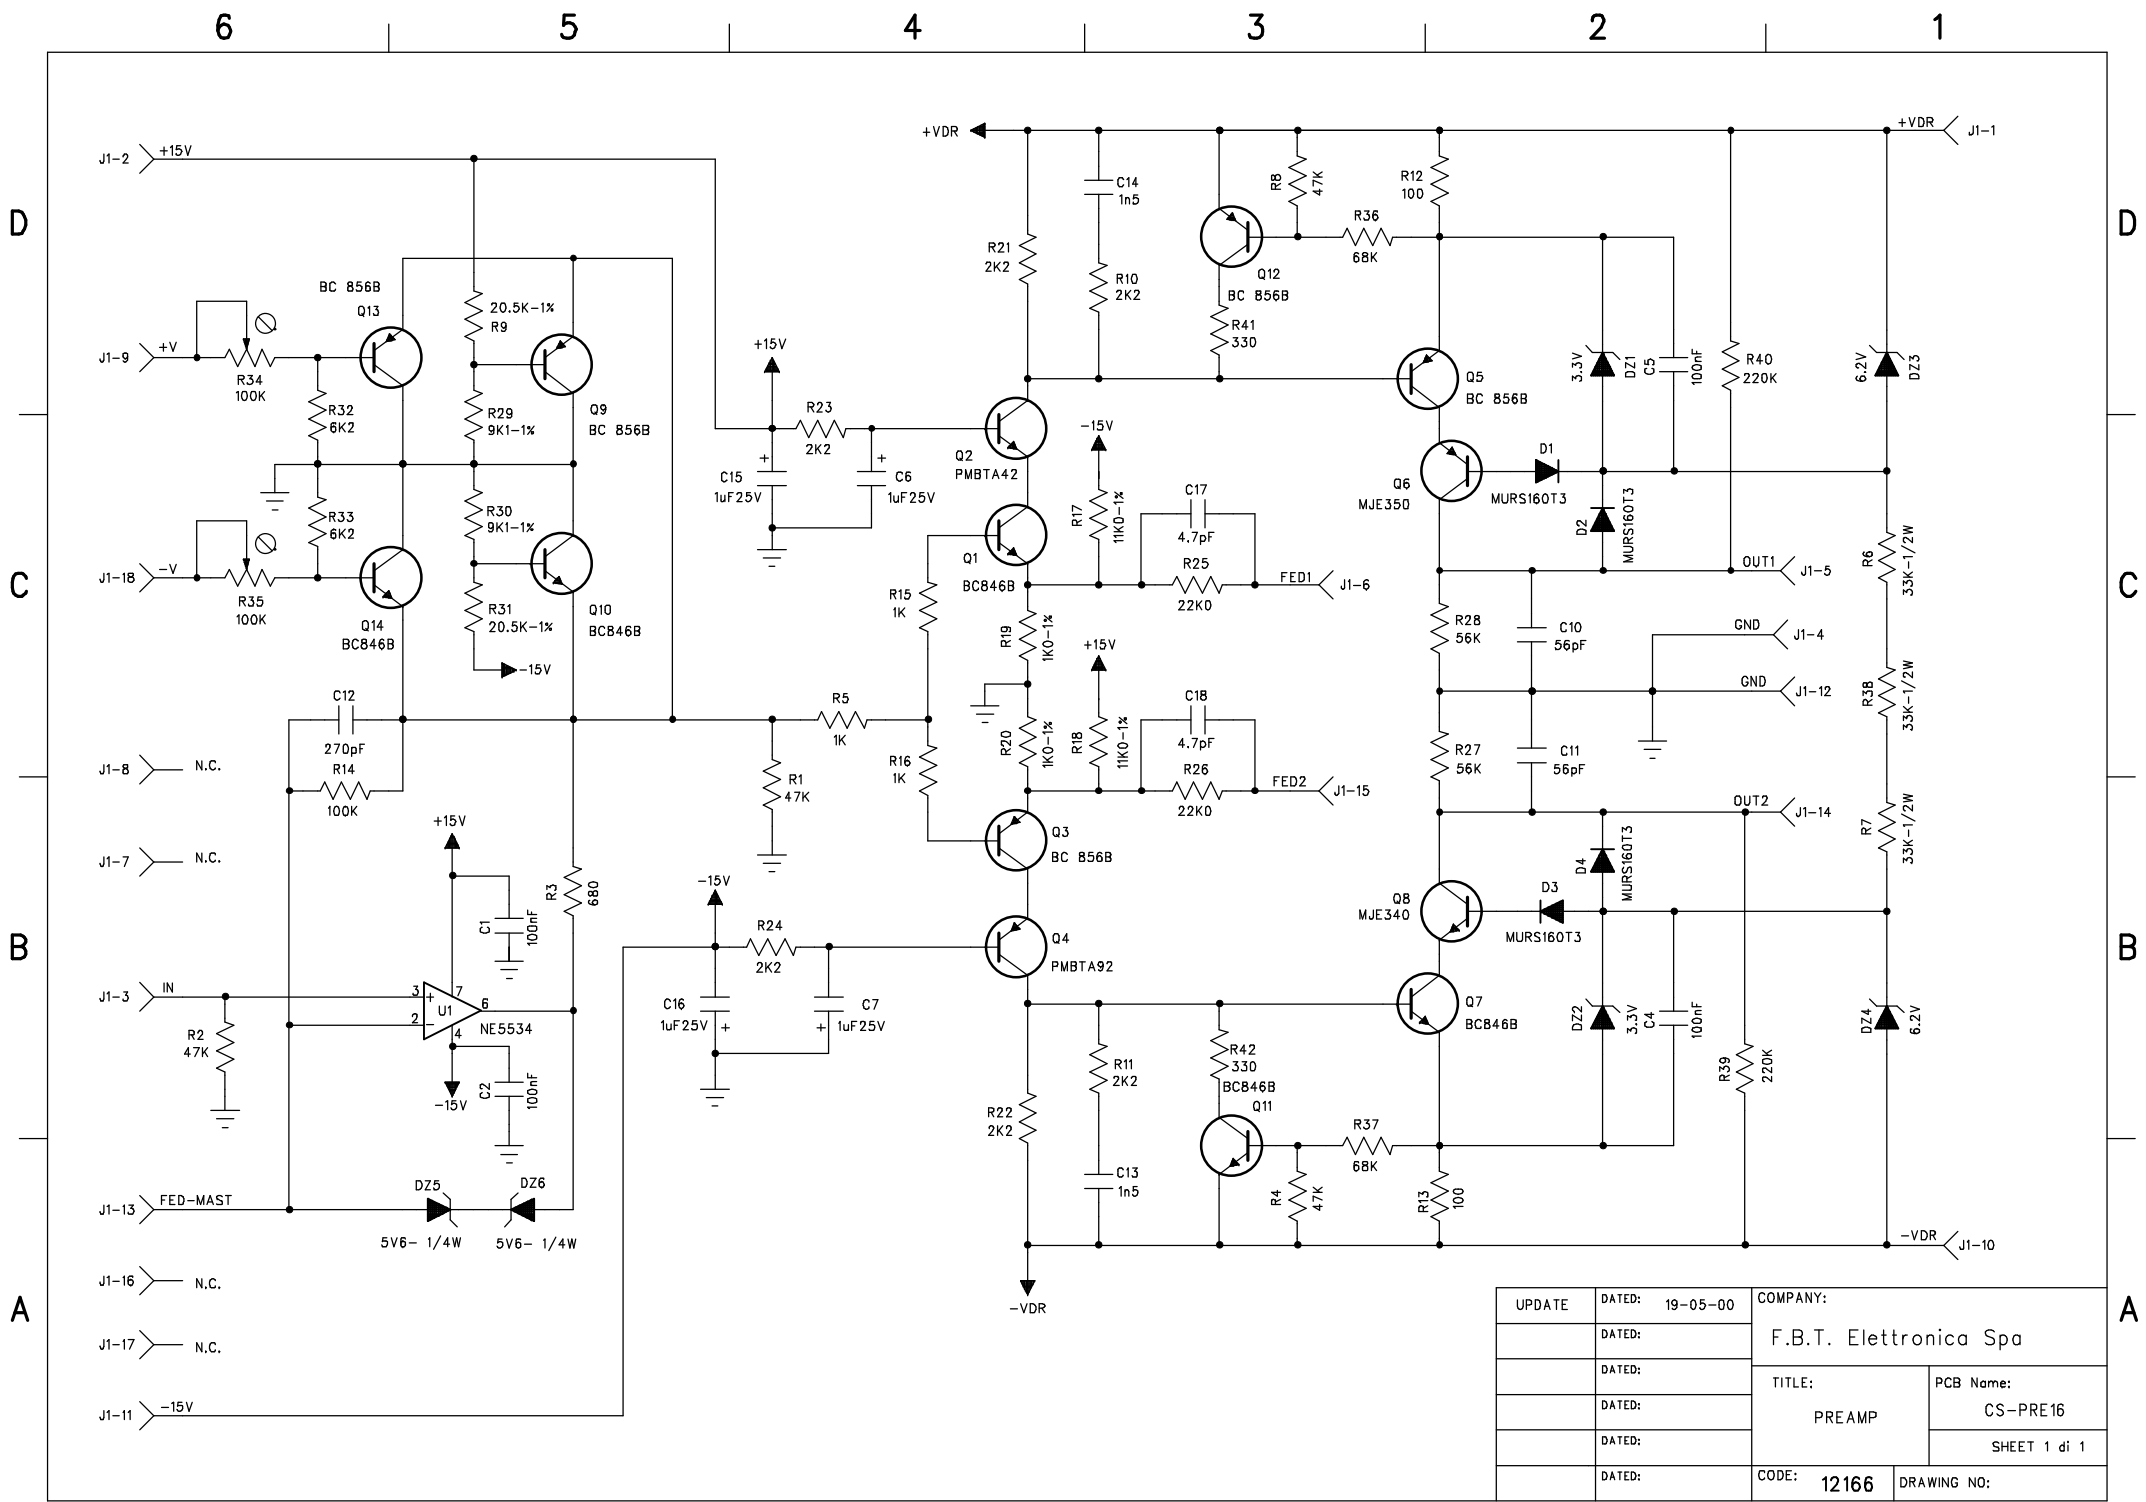 6 5 4 3 2 1
D
D
C
C
B
B
A
A
J1-2 +15V
+VDR
+VDR J1-1
C14
1n5
R8
47K
R12
100
R36
68K
R21
2K2
R10
2K2
Q12
BC 856B
R41
330
BC 856B
Q13
20.5K-1%
R9
J1-9 +V
R34
100K
R32
6K2
R29
9K1-1%
Q9
BC 856B
+15V
R23
2K2
C15
1uF25V
+
C6
1uF25V
+
Q2
PMBTA42
-15V
R17
11K0-1%
C17
4.7pF
R25
22K0
FED1 J1-6
Q5
BC 856B
3.3V
DZ1
C5
100nF
R40
220K
6.2V
DZ3
Q6
MJE350
D1
MURS160T3
D2
MURS160T3
R33
6K2
R30
9K1-1%
J1-18 -V
R35
100K
Q14
BC846B
R31
20.5K-1%
Q10
BC846B
-15V
Q1
BC846B
R15
1K
R19
1K0-1%
+15V
OUT1 J1-5
R6
33K-1/2W
R28
56K
C10
56pF
GND J1-4
GND J1-12
R38
33K-1/2W
C12
270pF
R14
100K
R5
1K
R1
47K
R16
1K
R20
1K0-1%
R18
11K0-1%
C18
4.7pF
R26
22K0
FED2 J1-15
R27
56K
C11
56pF
OUT2 J1-14
R7
33K-1/2W
J1-8 N.C.
J1-7 N.C.
+15V
C1
100nF
R3
680
Q3
BC 856B
-15V
R24
2K2
Q4
PMBTA92
Q8
MJE340
D4
MURS160T3
D3
MURS160T3
J1-3 IN
R2
47K
3
+
2
-
7
U1
6
4
NE5534
C2
100nF
-15V
C16
1uF25V
+
C7
1uF25V
+
R11
2K2
R42
330
BC846B
Q11
Q7
BC846B
DZ2
3.3V
C4
100nF
R39
220K
DZ4
6.2V
R22
2K2
R37
68K
C13
1n5
R4
47K
R13
100
J1-13 FED-MAST
DZ5
5V6- 1/4W
DZ6
5V6- 1/4W
-VDR J1-10
-VDR
J1-16 N.C.
J1-17 N.C.
J1-11 -15V
UPDATE DATED: 19-05-00
DATED:
DATED:
DATED:
DATED:
DATED:
COMPANY:
F.B.T. Elettronica Spa
TITLE:
PREAMP
PCB Name:
CS-PRE16
SHEET 1 di 1
CODE: 12166
DRAWING NO: